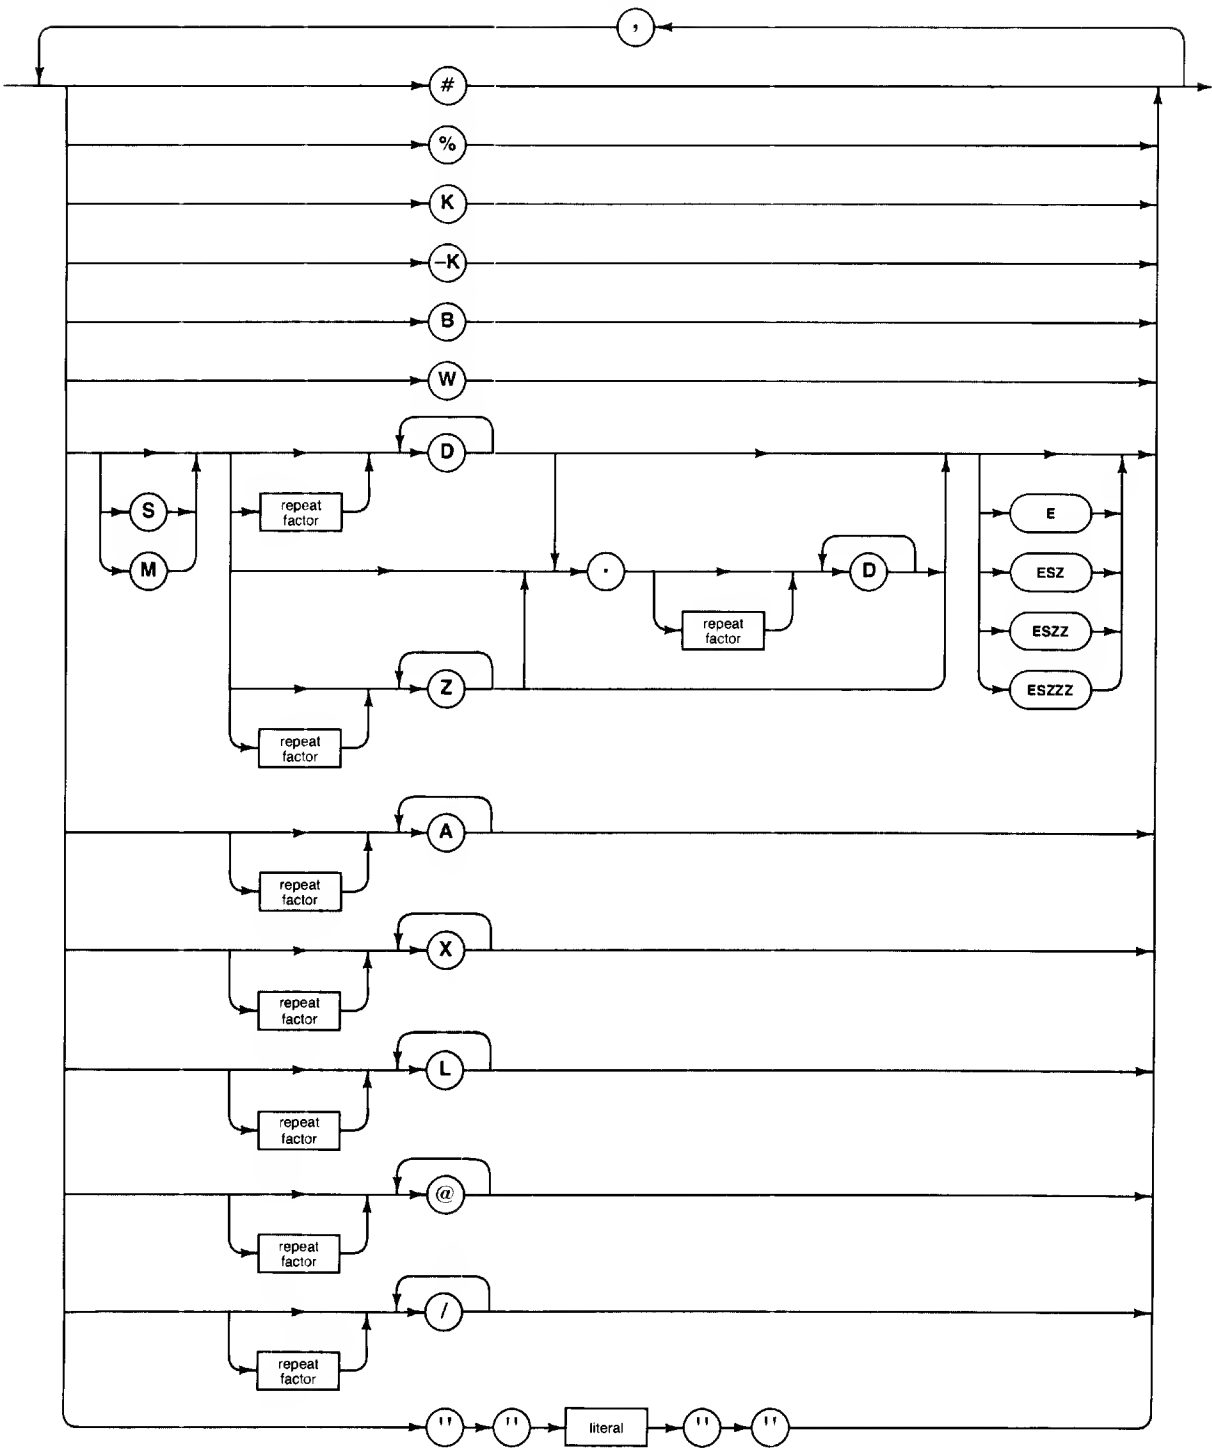 ,
#
%
K
–K
B
W
D
S
repeat
factor
E
M
.
D
ESZ
repeat
factor
ESZZ
Z
ESZZZ
repeat
factor
A
repeat
factor
X
repeat
factor
L
repeat
factor
@
repeat
factor
/
repeat
factor
" " literal " "